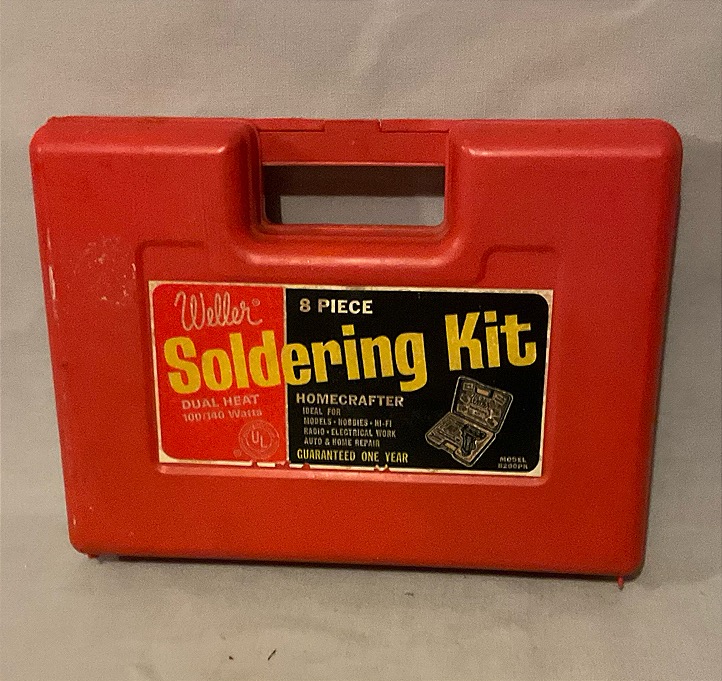 Weller®
8 PIECE
Soldering Kit
DUAL HEAT
100/140 Watts
UL
®
HOMECRAFTER
IDEAL FOR
MODELS • HOBBIES • HI-FI
RADIO • ELECTRICAL WORK
AUTO & HOME REPAIR
GUARANTEED ONE YEAR
MODEL
8200PK